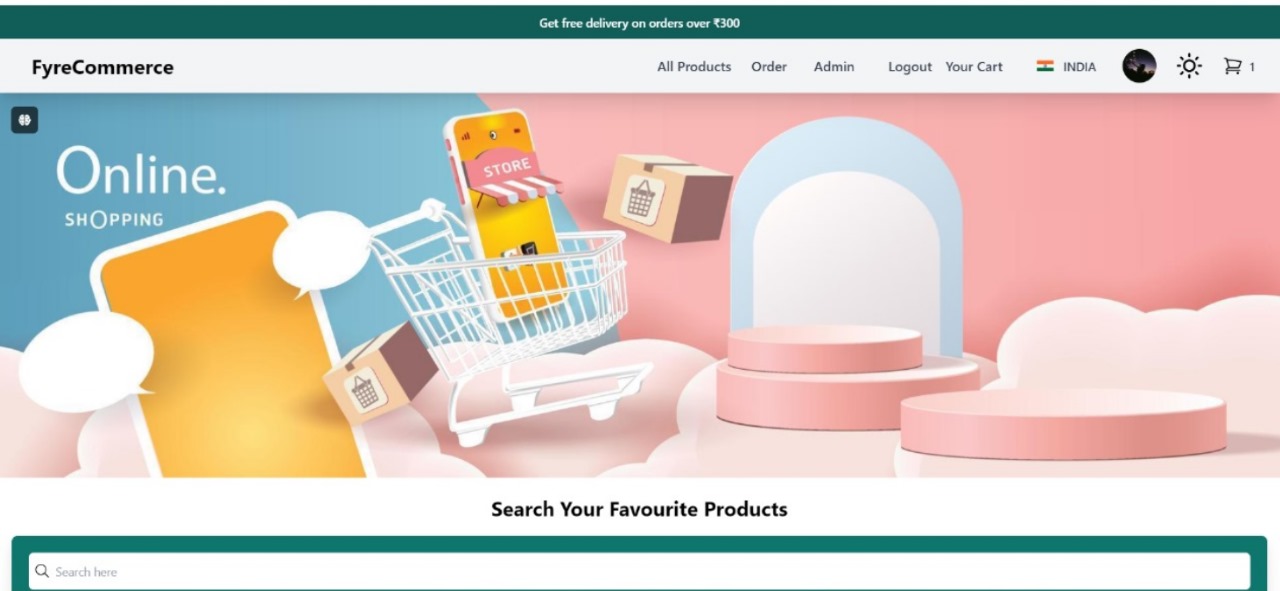 Get free delivery on orders over ₹300
FyreCommerce
All Products Order Admin Logout Your Cart INDIA 1
Online.
SHOPPING
STORE
Search Your Favourite Products
Search here